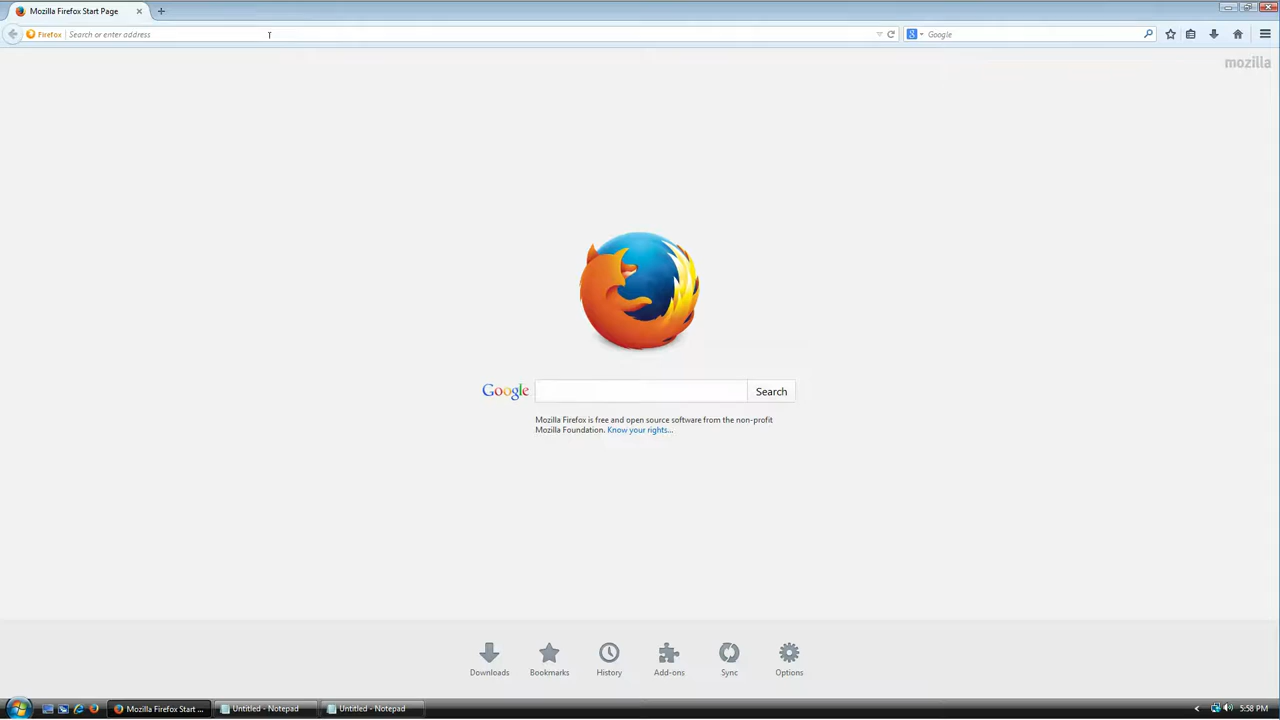 Mozilla Firefox Start Page
Firefox Search or enter address
Google
mozilla
Google Search
Mozilla Firefox is free and open source software from the non-profit
Mozilla Foundation. Know your rights...
Downloads Bookmarks History Add-ons Sync Options
Mozilla Firefox Start ... Untitled - Notepad Untitled - Notepad 5:58 PM